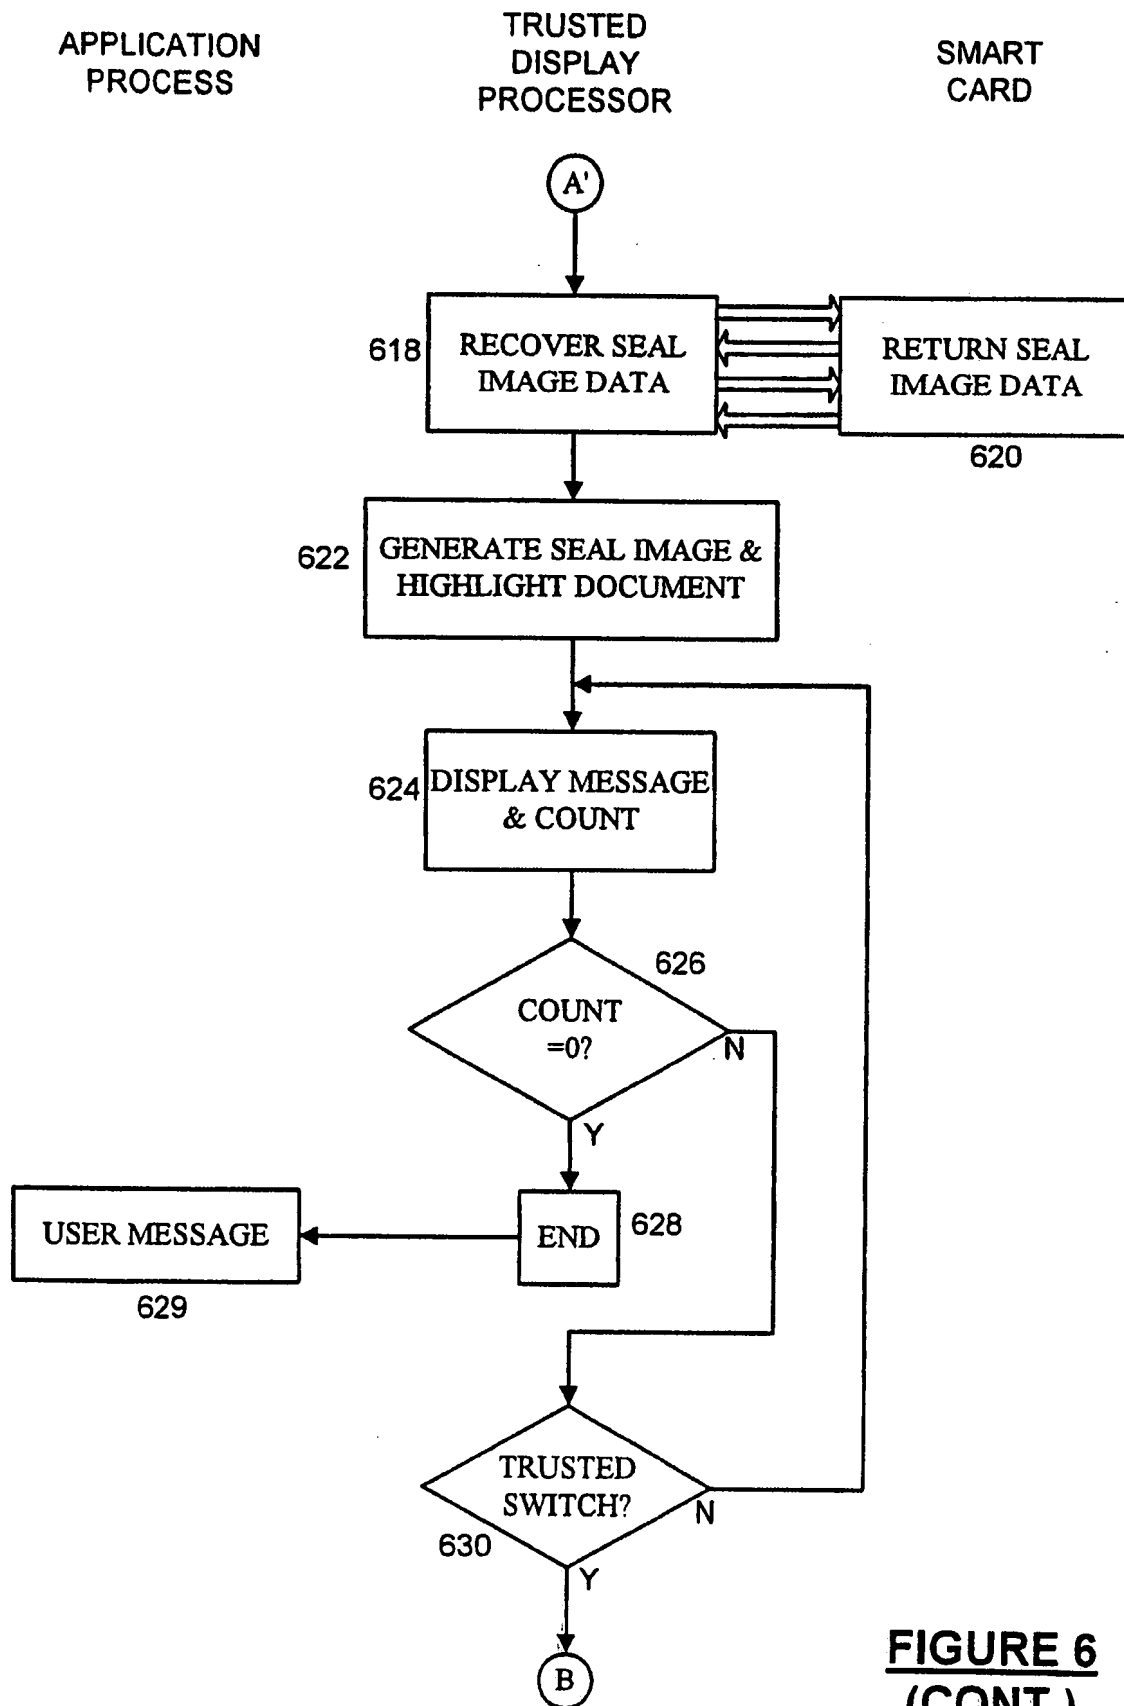 APPLICATION
PROCESS
TRUSTED
DISPLAY
PROCESSOR
SMART
CARD
A'
618
RECOVER SEAL
IMAGE DATA
RETURN SEAL
IMAGE DATA
620
622
GENERATE SEAL IMAGE &
HIGHLIGHT DOCUMENT
624
DISPLAY MESSAGE
& COUNT
626
COUNT
=0?
N
Y
USER MESSAGE
629
END
628
TRUSTED
SWITCH?
N
630
Y
B
FIGURE 6
(CONT.)